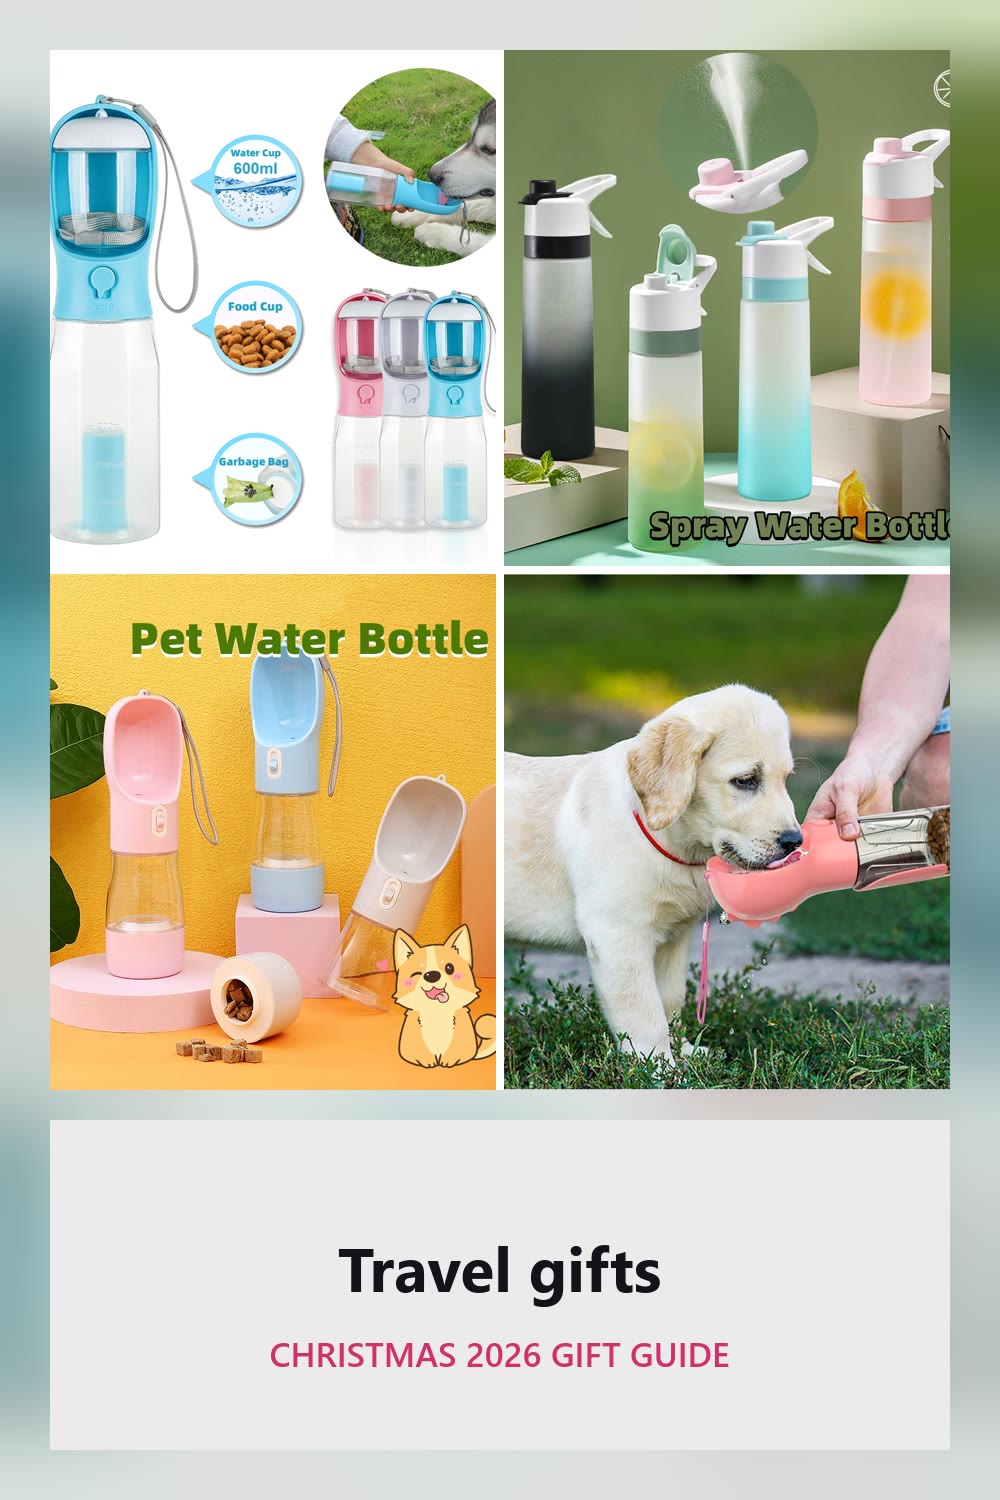 Water Cup
600ml
Food Cup
Garbage Bag
Spray Water Bottl
Pet Water Bottle
Travel gifts
CHRISTMAS 2026 GIFT GUIDE